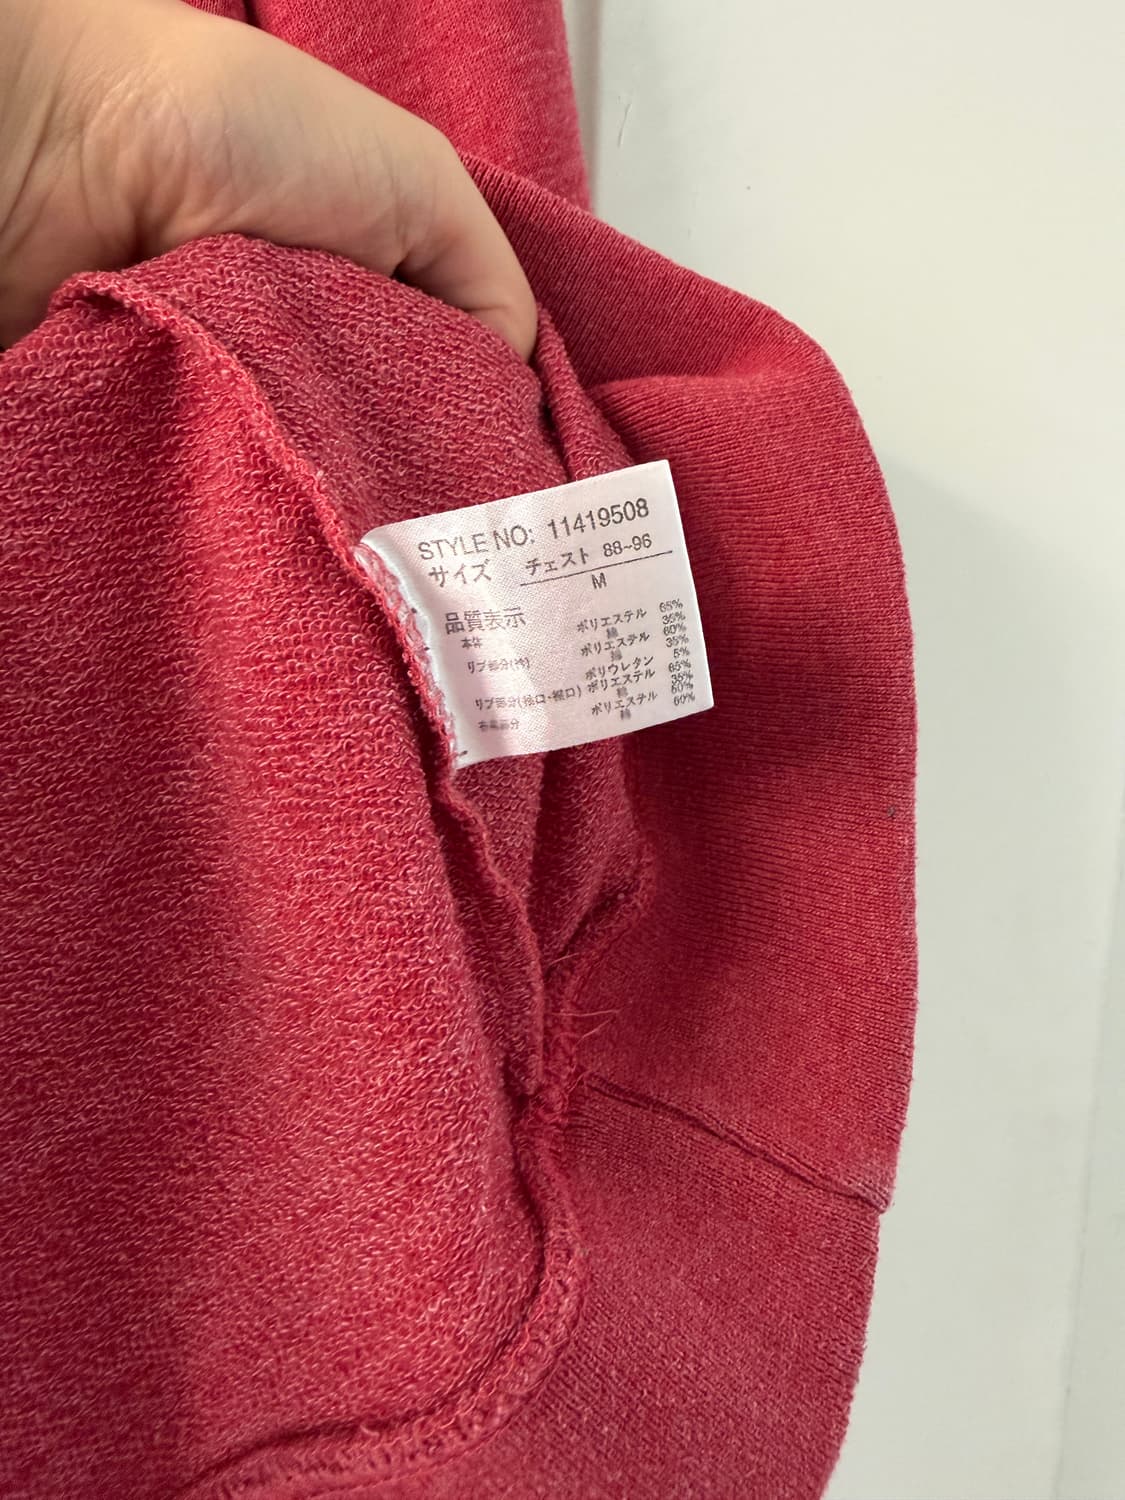 STYLE NO: 11419508
サイズ チェスト 88~96
M
品質表示
本体 ポリエステル 65%
綿 35%
リブ部分(衿) ポリエステル 60%
綿 35%
ポリウレタン 5%
リブ部分(袖口・裾口) ポリエステル 65%
綿 35%
ポリエステル
綿 60%